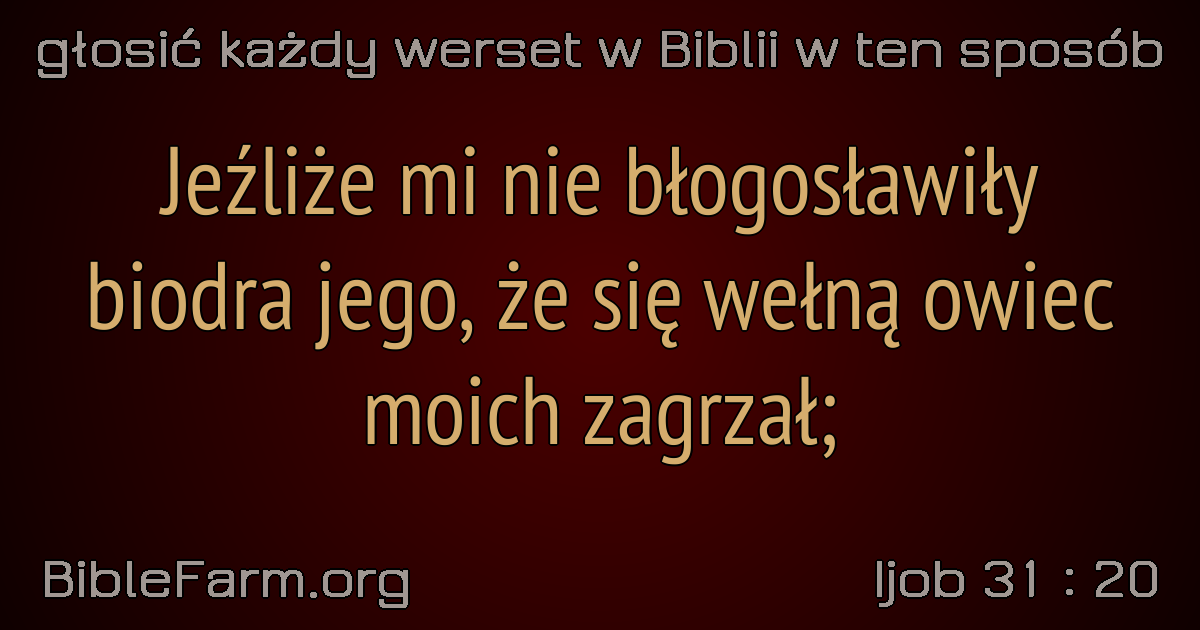 głosić każdy werset w Biblii w ten sposób
Jeźliże mi nie błogosławiły
biodra jego, że się wełną owiec
moich zagrzał;
BibleFarm.org
Ijob 31 : 20